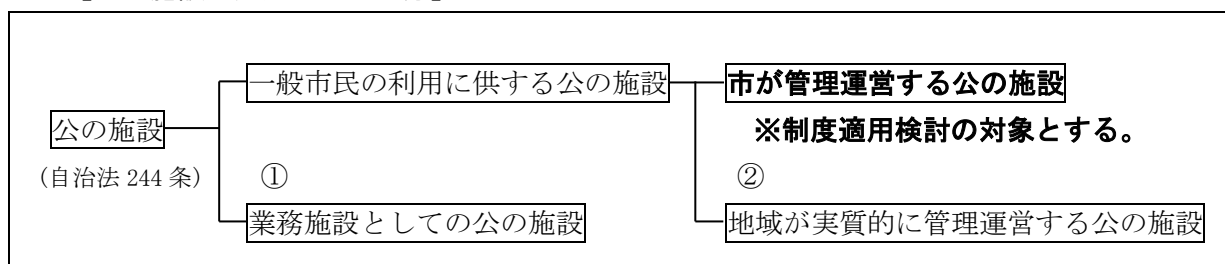 一般市民の利用に供する公の施設 市が管理運営する公の施設
公の施設 ※制度適用検討の対象とする。
(自治法 244 条) ① ②
業務施設としての公の施設 地域が実質的に管理運営する公の施設